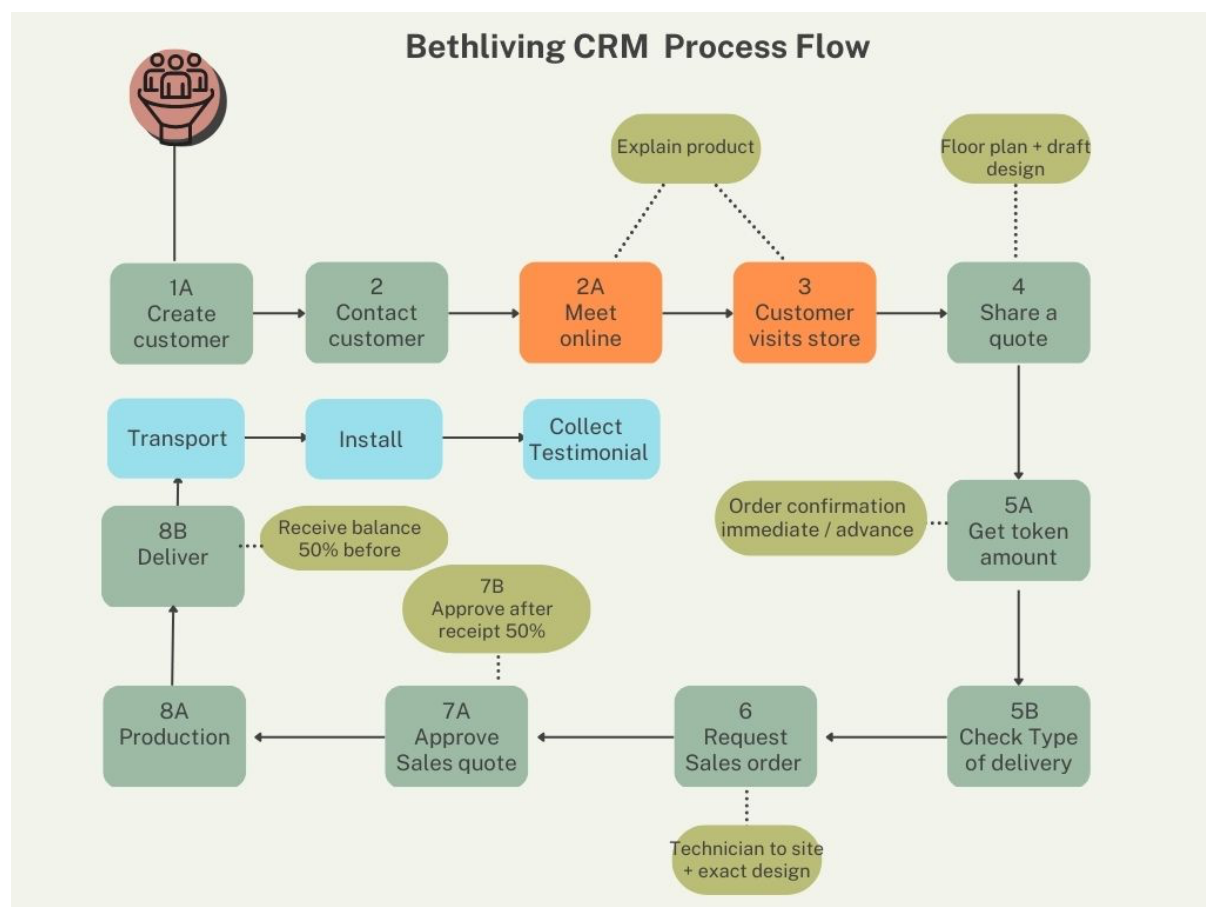 Bethliving CRM Process Flow
Explain product
Floor plan + draft
design
1A
Create
customer
2
Contact
customer
2A
Meet
online
3
Customer
visits store
4
Share a
quote
Transport
Install
Collect
Testimonial
Order confirmation
immediate / advance
5A
Get token
amount
8B
Deliver
Receive balance
50% before
7B
Approve after
receipt 50%
8A
Production
7A
Approve
Sales quote
6
Request
Sales order
5B
Check Type
of delivery
Technician to site
+ exact design